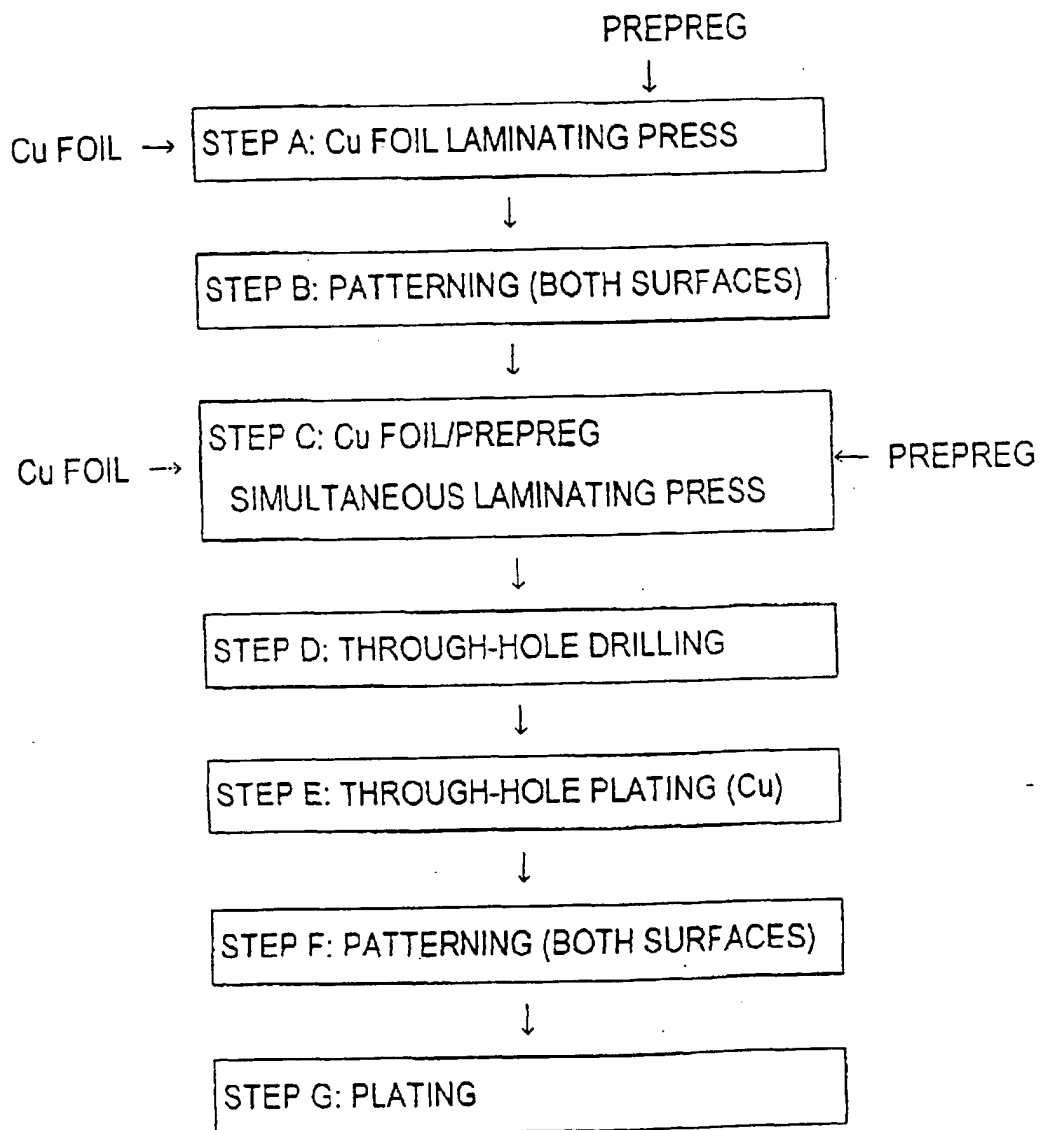 PREPREG
↓
Cu FOIL → STEP A: Cu FOIL LAMINATING PRESS
↓
STEP B: PATTERNING (BOTH SURFACES)
↓
STEP C: Cu FOIL/PREPREG
Cu FOIL → ← PREPREG
SIMULTANEOUS LAMINATING PRESS
↓
STEP D: THROUGH-HOLE DRILLING
↓
STEP E: THROUGH-HOLE PLATING (Cu)
↓
STEP F: PATTERNING (BOTH SURFACES)
↓
STEP G: PLATING